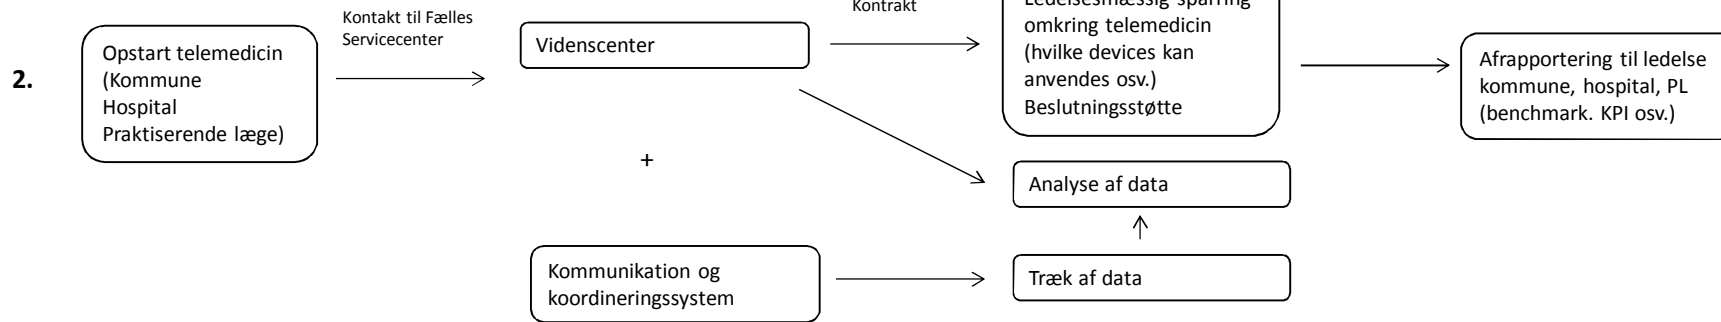 2.
Opstart telemedicin
(Kommune
Hospital
Praktiserende læge)
Kontakt til Fælles
Servicecenter
Videnscenter
+
Kommunikation og
koordineringssystem
Kontrakt
Ledelsesmæssig sparring
omkring telemedicin
(hvilke devices kan
anvendes osv.)
Beslutningsstøtte
Analyse af data
Træk af data
Afrapportering til ledelse
kommune, hospital, PL
(benchmark. KPI osv.)